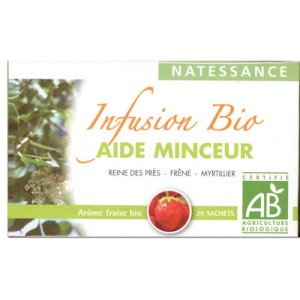 NATESSANCE
Infusion Bio
AIDE MINCEUR
REINE DES PRÉS - FRÊNE - MYRTILLIER
Arôme fraise bio
20 SACHETS
CERTIFIÉ
AB
AGRICULTURE
BIOLOGIQUE